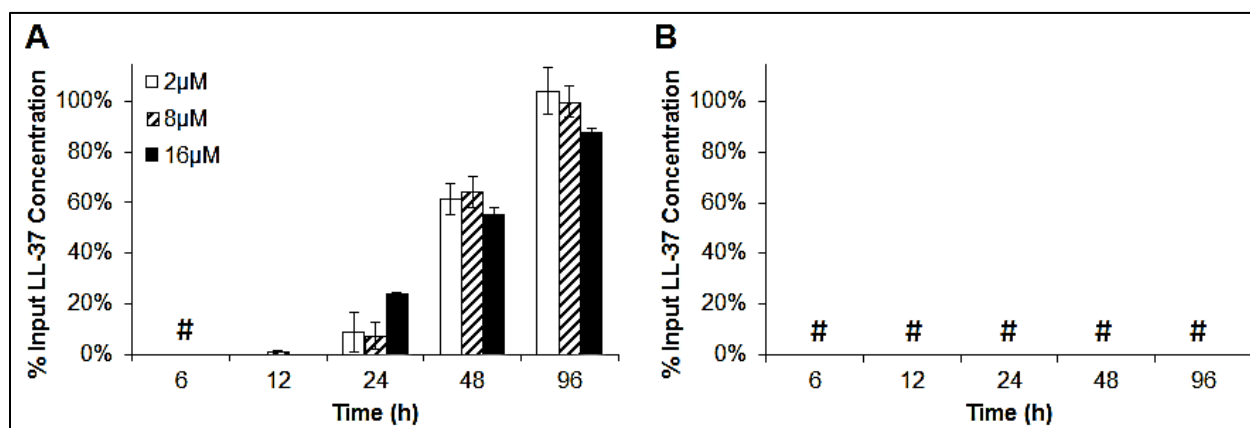 A
% Input LL-37 Concentration
100%
80%
60%
40%
20%
0%
2µM
8µM
16µM
#
6 12 24 48 96
Time (h)
B
% Input LL-37 Concentration
100%
80%
60%
40%
20%
0%
# # # # #
6 12 24 48 96
Time (h)